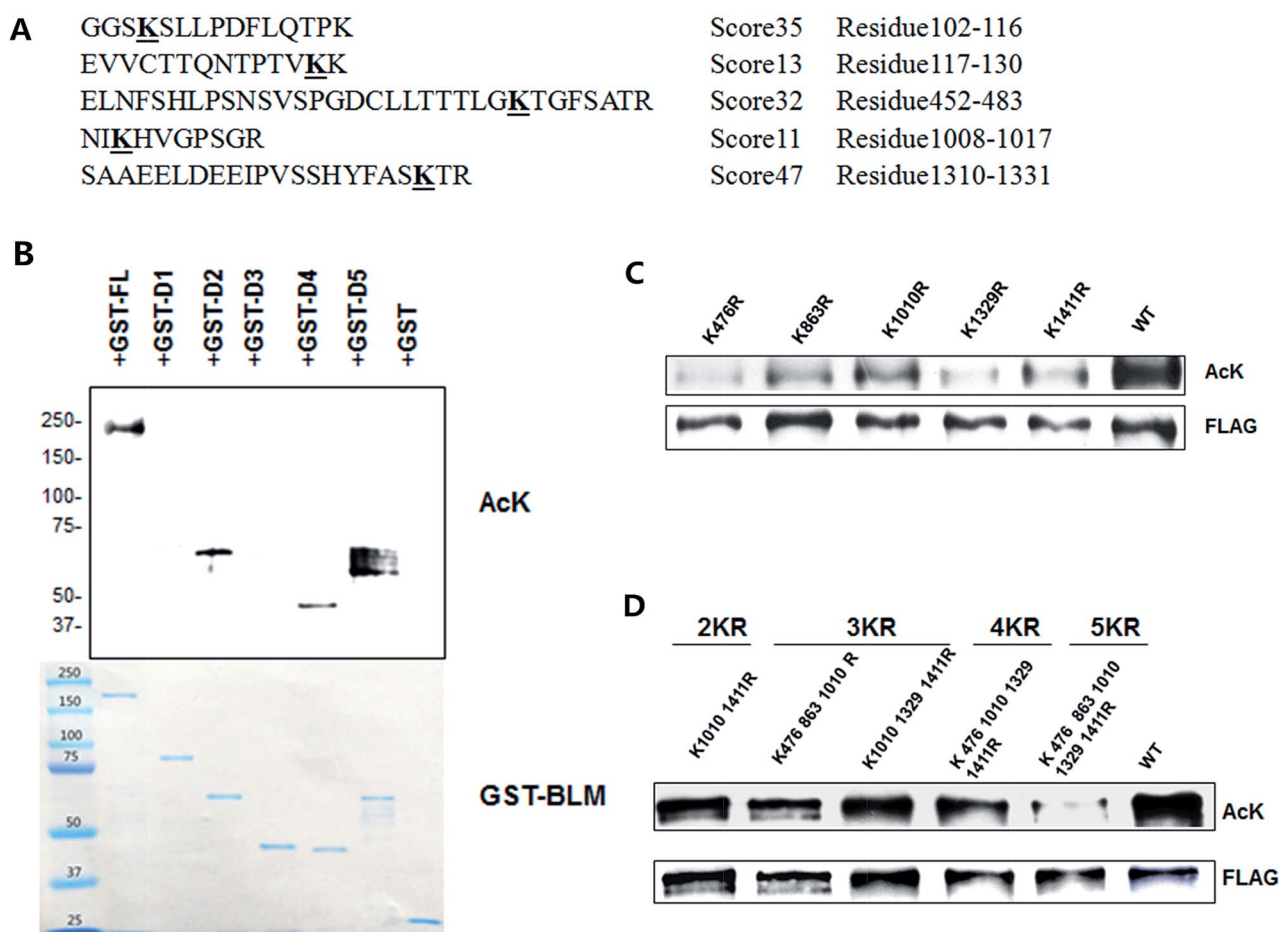 A
GGSKSLLPDFLQTPK Score35 Residue102-116
EVVCTTQNTPTVKK Score13 Residue117-130
ELNFSHLPSNSVSPGDCLLTTTLGKTGFSATR Score32 Residue452-483
NIKHVGPSGR Score11 Residue1008-1017
SAAEELDEEIPVSSHYFASKTR Score47 Residue1310-1331
B
+GST-FL
+GST-D1
+GST-D2
+GST-D3
+GST-D4
+GST-D5
+GST
250-
150-
100-
75-
50-
37-
AcK
250
150
100
75
50
37
25
GST-BLM
C
K476R
K863R
K1010R
K1329R
K1411R
WT
AcK
FLAG
D
2KR 3KR 4KR 5KR
K1010 1411R
K476 863 1010 R
K1010 1329 1411R
K 476 1010 1329
1411R
K 476 863 1010
1329 1411R
WT
AcK
FLAG